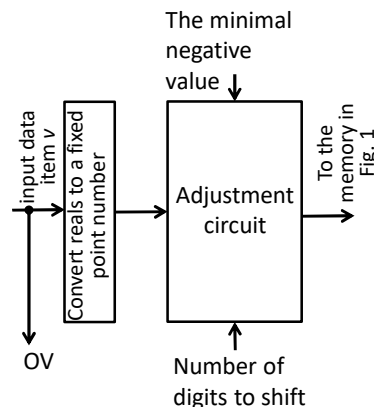 The minimal
negative
value
input data
item v
Convert reals to a fixed
point number
Adjustment
circuit
To the
memory in
Fig. 1
OV
Number of
digits to shift